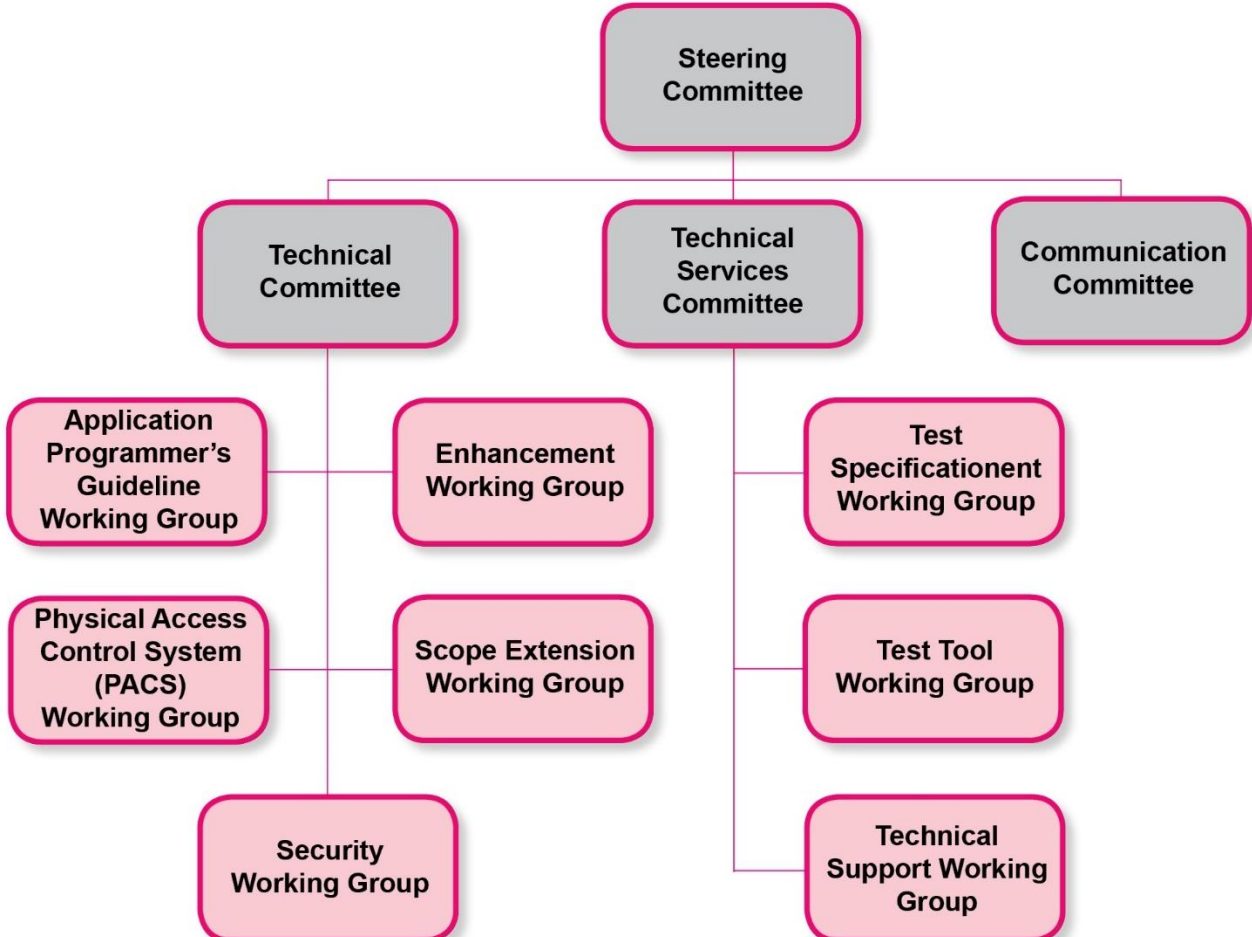 Steering
Committee
Technical
Committee
Technical
Services
Committee
Communication
Committee
Application
Programmer’s
Guideline
Working Group
Enhancement
Working Group
Test
Specificationent
Working Group
Physical Access
Control System
(PACS)
Working Group
Scope Extension
Working Group
Test Tool
Working Group
Security
Working Group
Technical
Support Working
Group